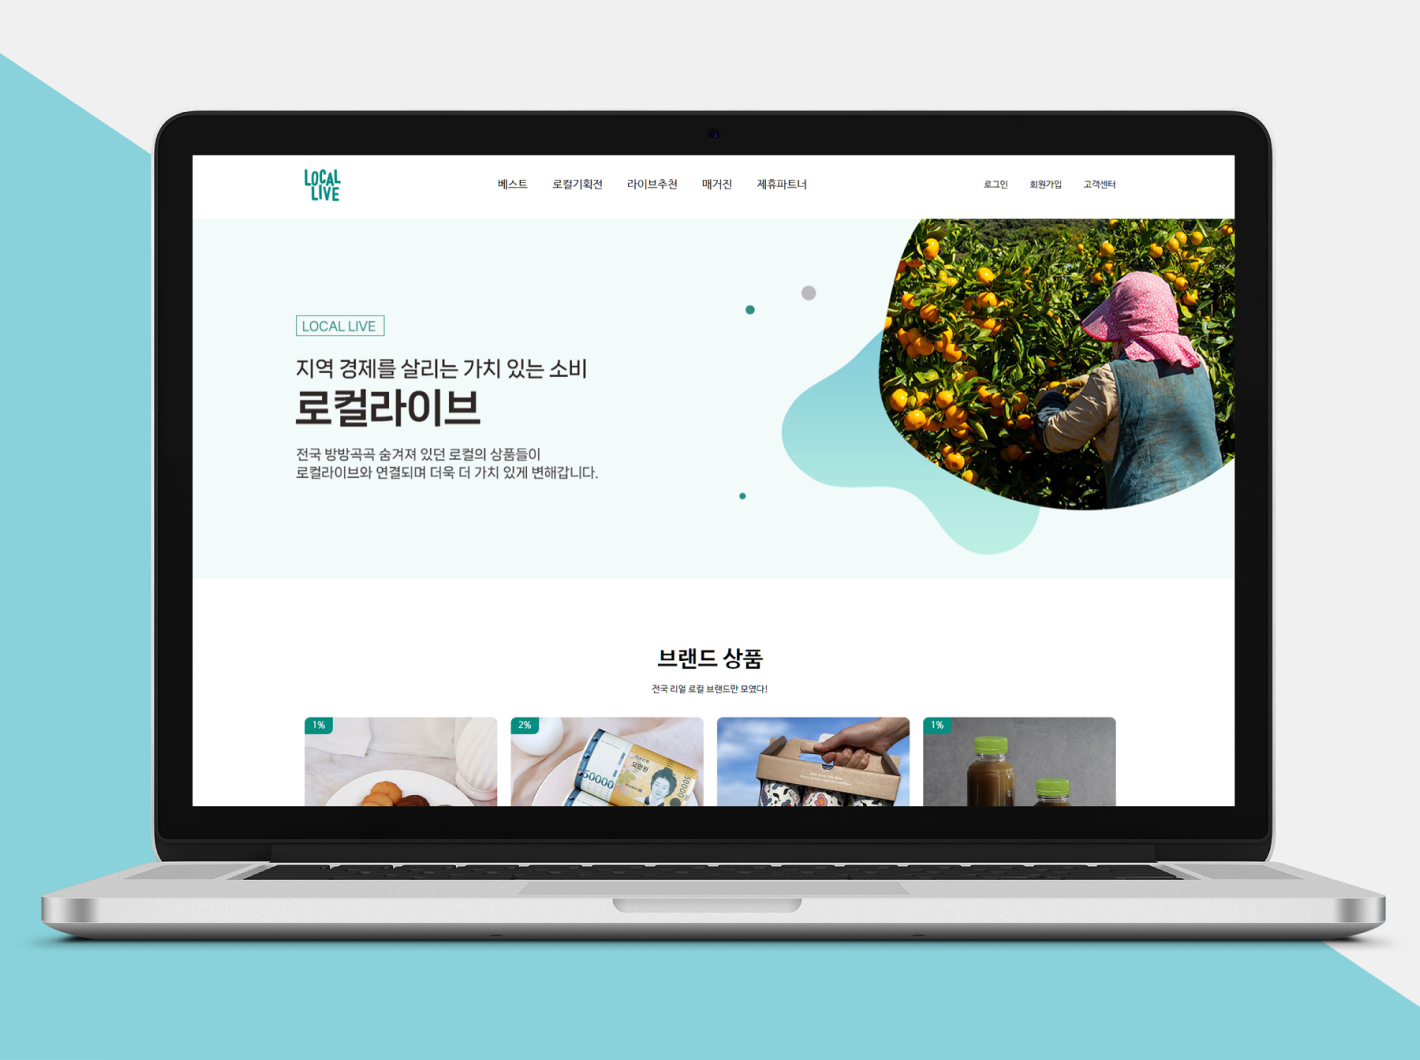 LOCAL
LIVE
베스트 로컬기획전 라이브추천 매거진 제휴파트너
로그인 회원가입 고객센터
LOCAL LIVE
지역 경제를 살리는 가치 있는 소비
로컬라이브
전국 방방곡곡 숨겨져 있던 로컬의 상품들이
로컬라이브와 연결되며 더욱 더 가치 있게 변해갑니다.
브랜드 상품
전국 리얼 로컬 브랜드만 모였다!
1%
2%
1%
50000
오만원
50000